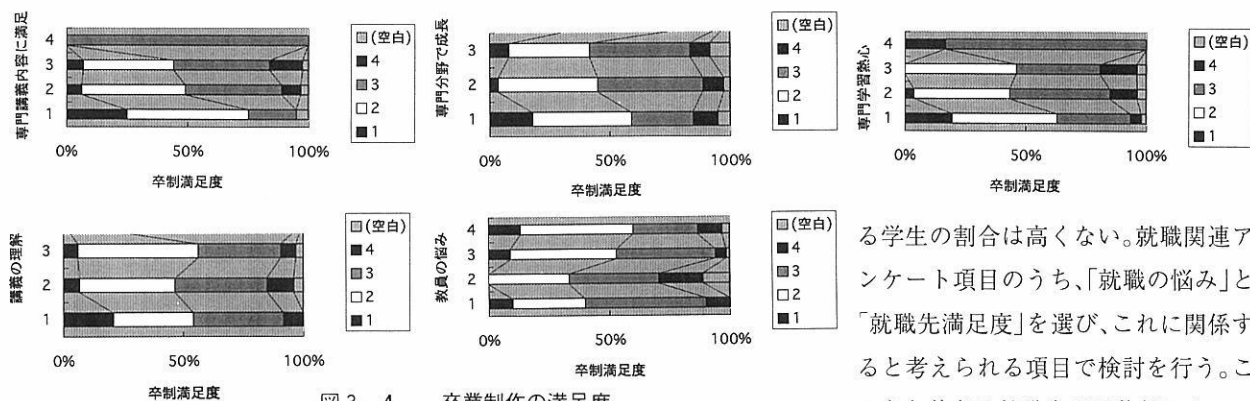 専門講義内容に満足
4
3
2
1
0%
50%
100%
卒制満足度
(空白)
4
3
2
1
専門分野で成長
3
2
1
0%
50%
100%
卒制満足度
(空白)
4
3
2
1
専門学習熱心
4
3
2
1
0%
50%
100%
卒制満足度
(空白)
4
3
2
1
講義の理解
3
2
1
0%
50%
100%
卒制満足度
(空白)
4
3
2
1
教員の悩み
4
3
2
1
0%
50%
100%
卒制満足度
(空白)
4
3
2
1
る学生の割合は高くない。就職関連ア
ンケート項目のうち、「就職の悩み」と
「就職先満足度」を選び、これに関係す
ると考えられる項目で検討を行う。こ